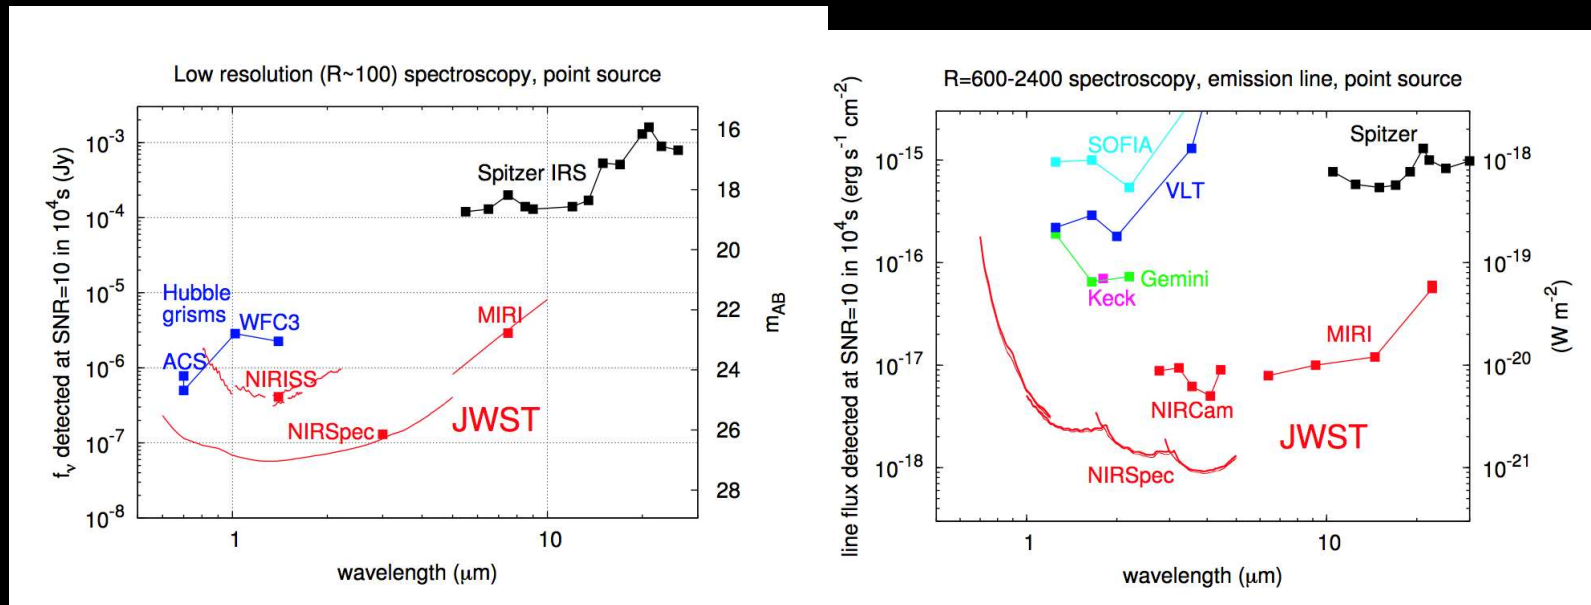 Low resolution (R~100) spectroscopy, point source
f_ν detected at SNR=10 in 10^4s (Jy)
10^-3
10^-4
10^-5
10^-6
10^-7
10^-8
Spitzer IRS
Hubble
grisms
WFC3
ACS
NIRISS
MIRI
NIRSpec
JWST
16
18
20
22
24
26
28
m_AB
1
10
wavelength (μm)
R=600-2400 spectroscopy, emission line, point source
line flux detected at SNR=10 in 10^4s (erg s^-1 cm^-2)
10^-15
10^-16
10^-17
10^-18
SOFIA
VLT
Spitzer
Gemini
Keck
MIRI
NIRCam
JWST
NIRSpec
10^-18
10^-19
10^-20
10^-21
(W m^-2)
1
10
wavelength (μm)